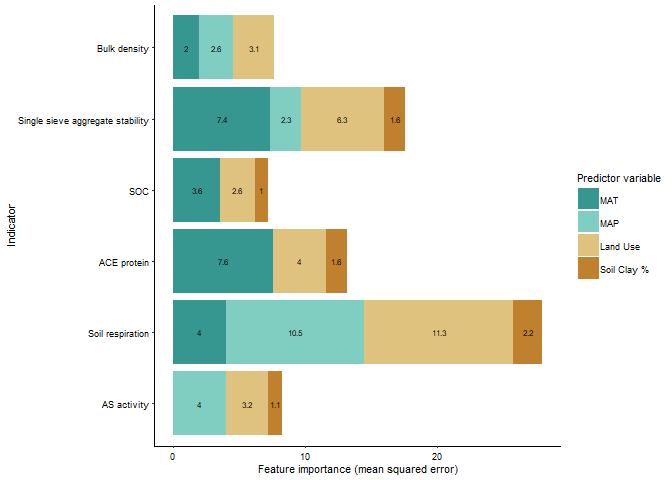 Indicator
Bulk density
2 2.6 3.1
Single sieve aggregate stability
7.4 2.3 6.3 1.6
SOC
3.6 2.6 1
ACE protein
7.6 4 1.6
Soil respiration
4 10.5 11.3 2.2
AS activity
4 3.2 1.1
0 10 20
Feature importance (mean squared error)
Predictor variable
MAT
MAP
Land Use
Soil Clay %